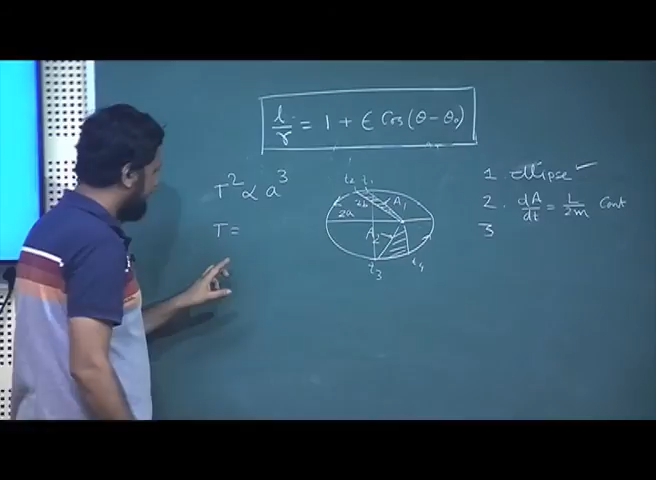 l/r = 1 + ϵ Cos(θ - θ₀)
T² ∝ a³
T =
t₂ t₁
A₁
2b
2a
A₂
t₃ t₄
1 ellipse ✓
2. dA/dt = L/2m Cont
3